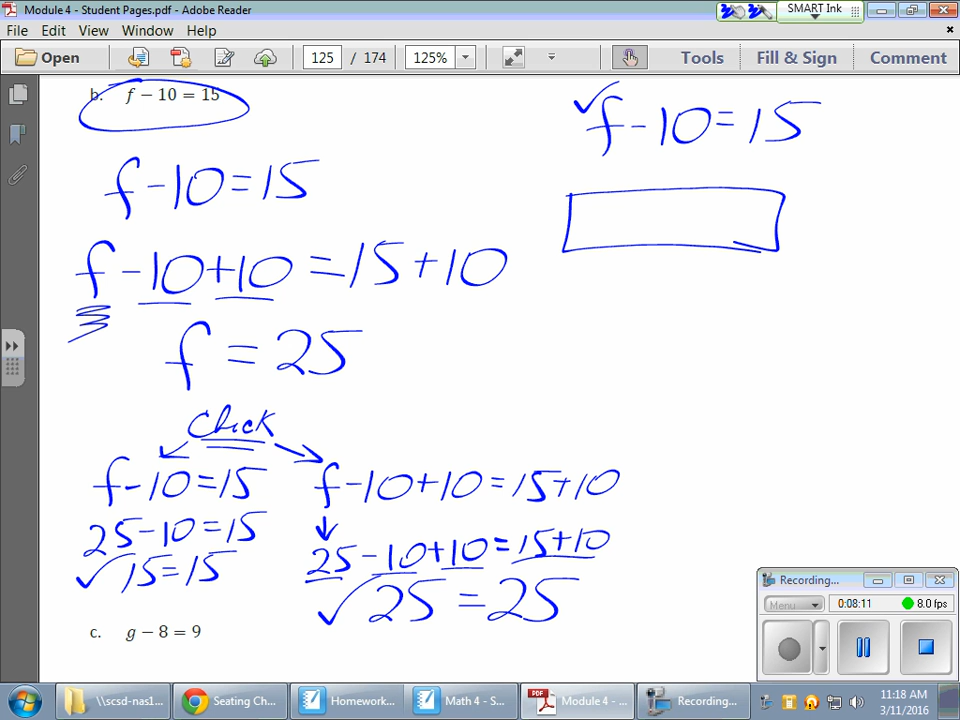 Module 4 - Student Pages.pdf - Adobe Reader
SMART Ink
File Edit View Window Help
Open 125 / 174 125% Tools Fill & Sign Comment
b. f − 10 = 15
f-10=15
f-10=15
f-10+10=15+10
f=25
Check
f-10=15
f-10+10=15+10
25-10=15
25-10+10=15+10
✓15=15
✓25=25
c. g − 8 = 9
Recording...
Menu 0:08:11 8.0 fps
\\scsd-nas1... Seating Ch... Homework... Math 4 - S... Module 4 - ... Recording...
11:18 AM
3/11/2016